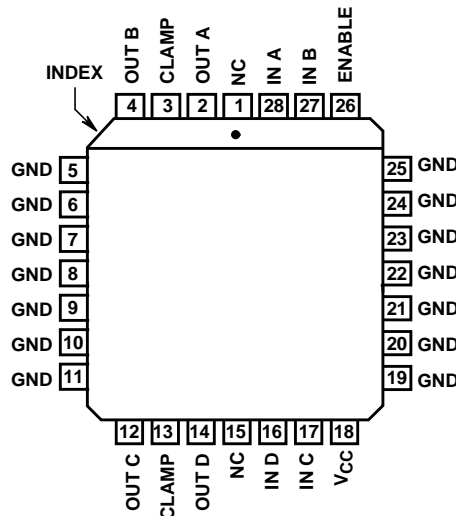 OUT B CLAMP OUT A NC IN A IN B ENABLE
INDEX
4 3 2 1 28 27 26
GND 5 25 GND
GND 6 24 GND
GND 7 23 GND
GND 8 22 GND
GND 9 21 GND
GND 10 20 GND
GND 11 19 GND
12 13 14 15 16 17 18
OUT C CLAMP OUT D NC IN D IN C VCC